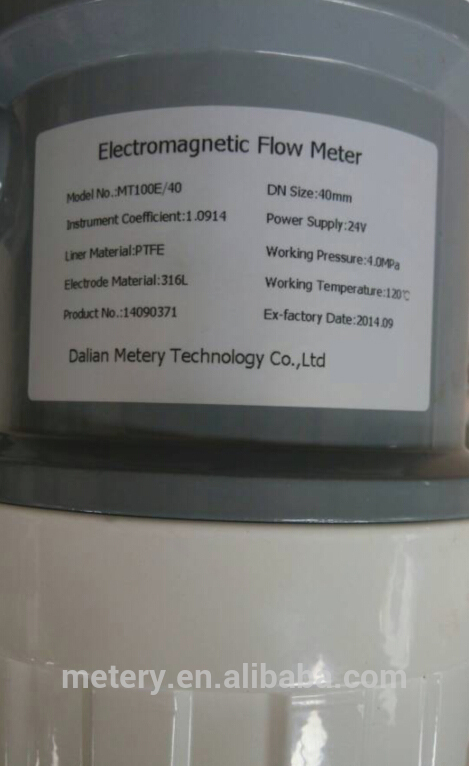 Electromagnetic Flow Meter
Model No.:MT100E/40 DN Size:40mm
Instrument Coefficient:1.0914 Power Supply:24V
Liner Material:PTFE Working Pressure:4.0MPa
Electrode Material:316L Working Temperature:120℃
Product No.:14090371 Ex-factory Date:2014.09
Dalian Metery Technology Co.,Ltd
metery.en.alibaba.com